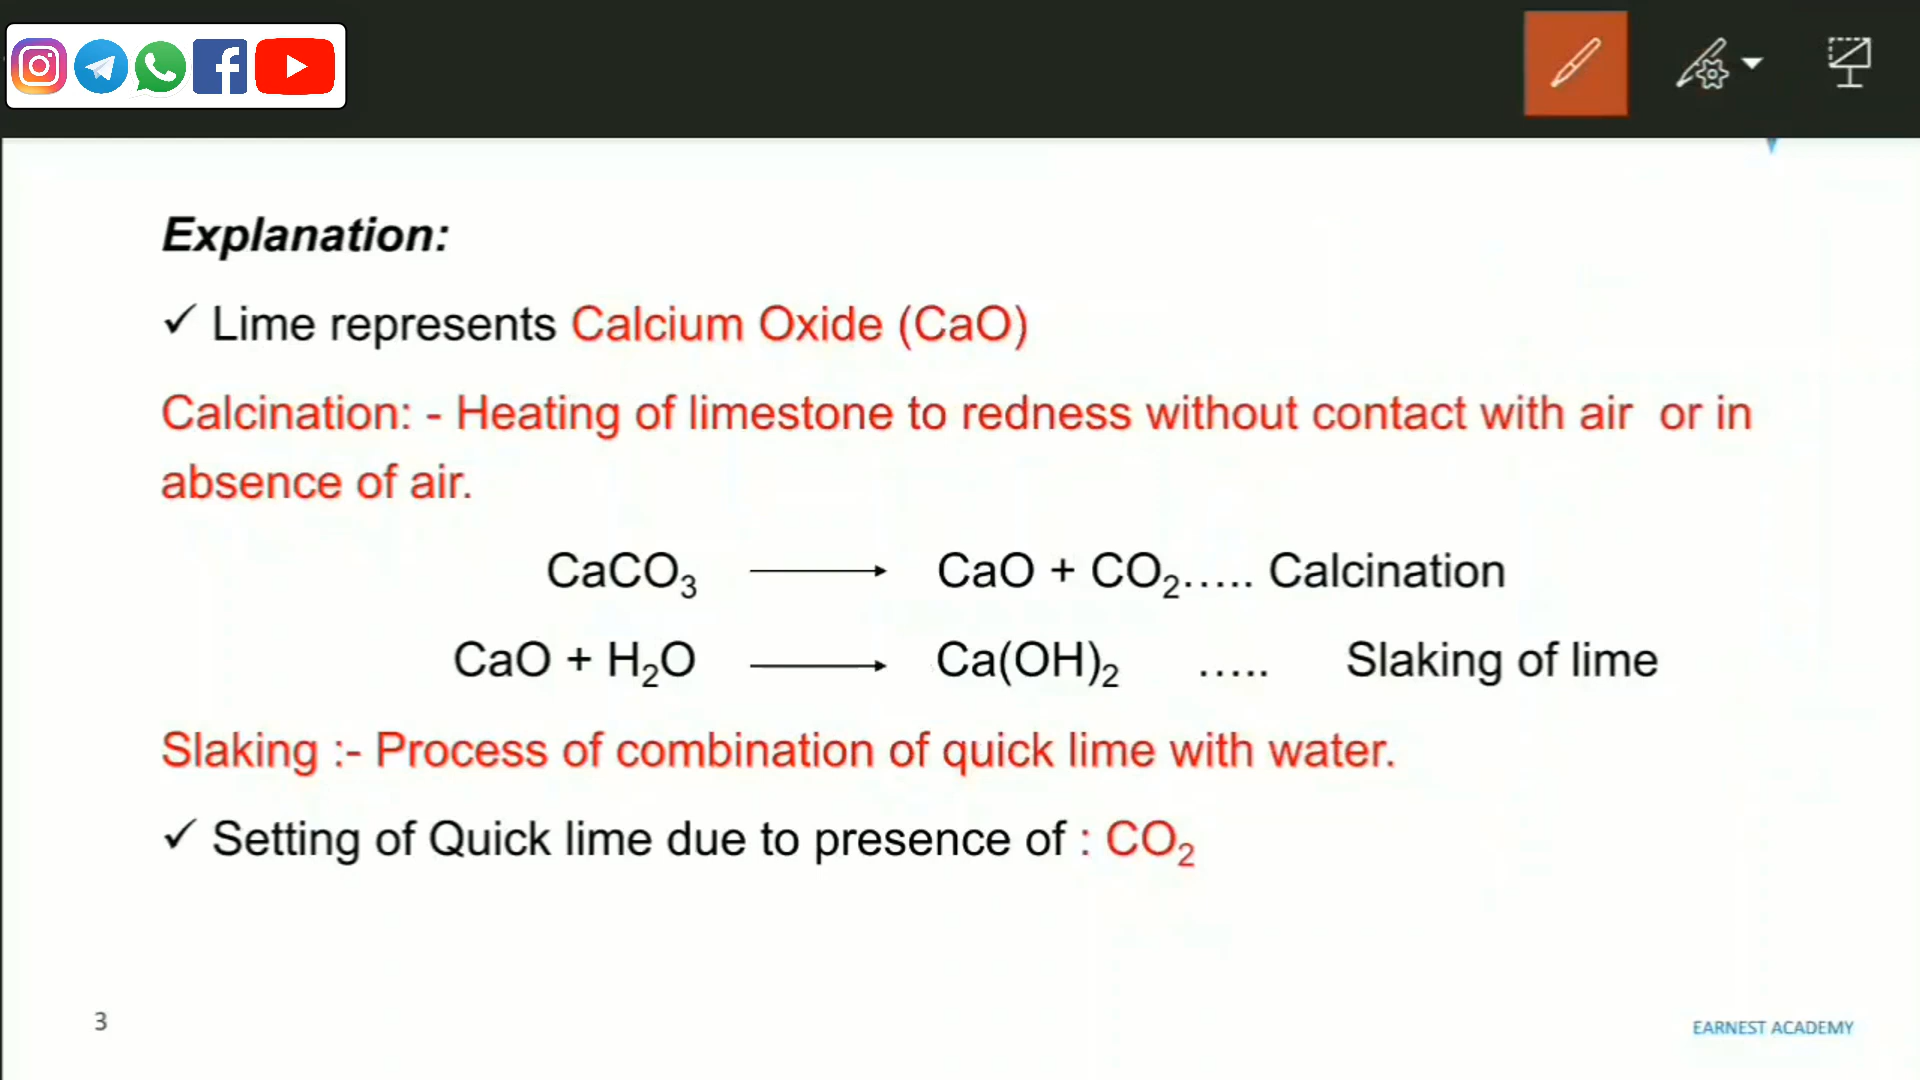 Explanation:
✓ Lime represents Calcium Oxide (CaO)
Calcination: - Heating of limestone to redness without contact with air or in
absence of air.
CaCO₃ ⟶ CaO + CO₂….. Calcination
CaO + H₂O ⟶ Ca(OH)₂ ….. Slaking of lime
Slaking :- Process of combination of quick lime with water.
✓ Setting of Quick lime due to presence of : CO₂
3
EARNEST ACADEMY